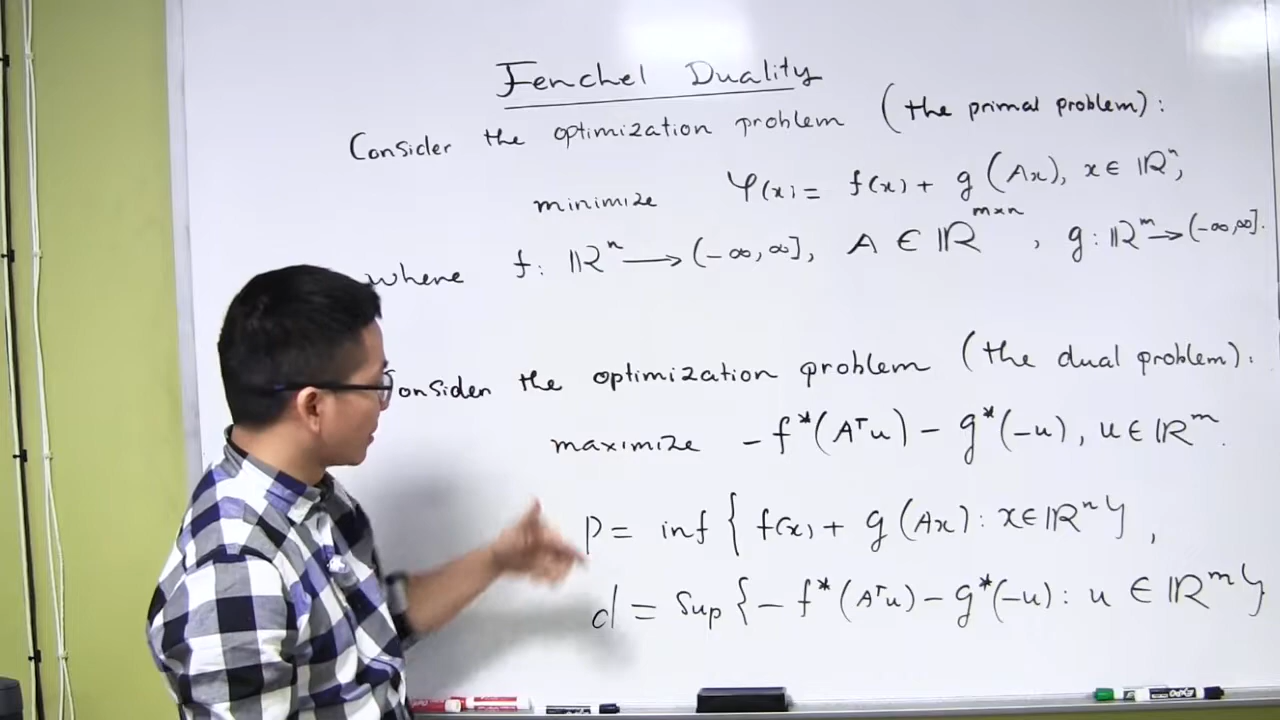 Fenchel Duality
Consider the optimization problem (the primal problem):
minimize φ(x) = f(x) + g(Ax), x ∈ ℝⁿ,
where f: ℝⁿ → (-∞, ∞], A ∈ ℝᵐˣⁿ, g: ℝᵐ → (-∞, ∞].
onsider the optimization problem (the dual problem):
maximize -f*(Aᵀu) - g*(-u), u ∈ ℝᵐ.
p = inf { f(x) + g(Ax) : x ∈ ℝⁿ },
d = Sup { - f*(Aᵀu) - g*(-u) : u ∈ ℝᵐ }